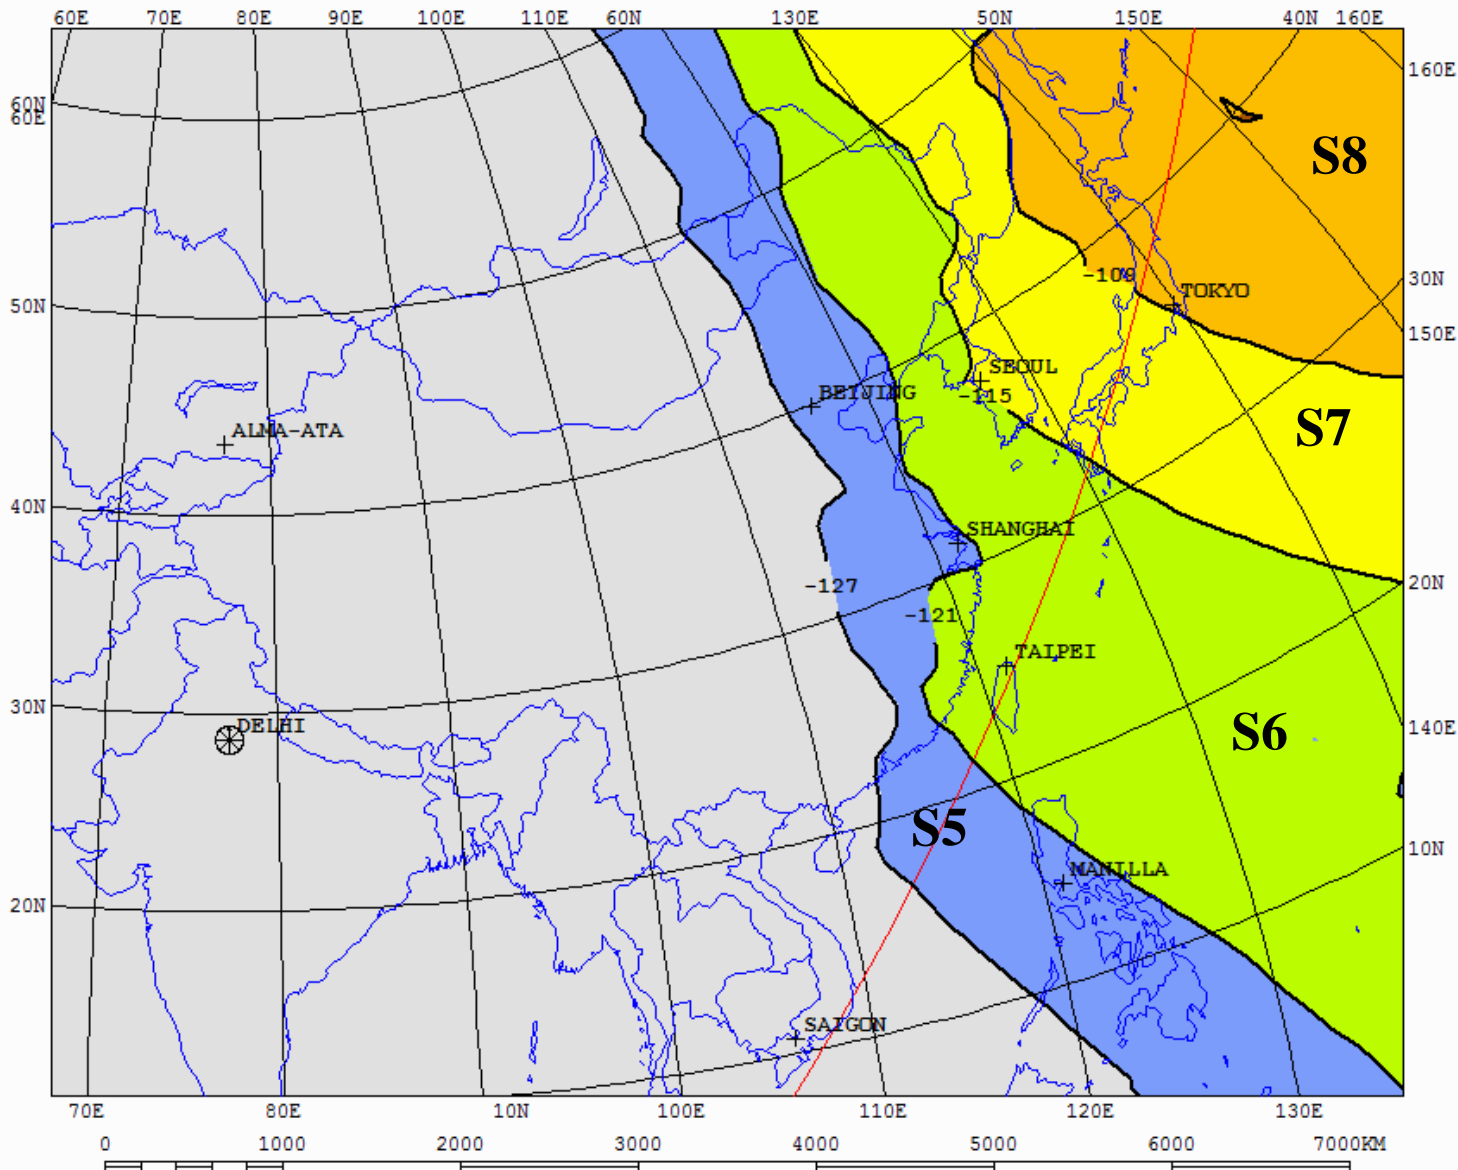 60E 70E 80E 90E 100E 110E 60N 130E 50N 150E 40N 160E
160E
60N
60E
S8
50N
30N
-109
TOKYO
150E
SEOUL
BEIJING
-115
ALMA-ATA
S7
40N
SHANGHAI
-127
20N
-121
TAIPEI
30N
DELHI
S6
140E
S5
10N
MANILLA
20N
SAIGON
70E 80E 10N 100E 110E 120E 130E
0 1000 2000 3000 4000 5000 6000 7000KM